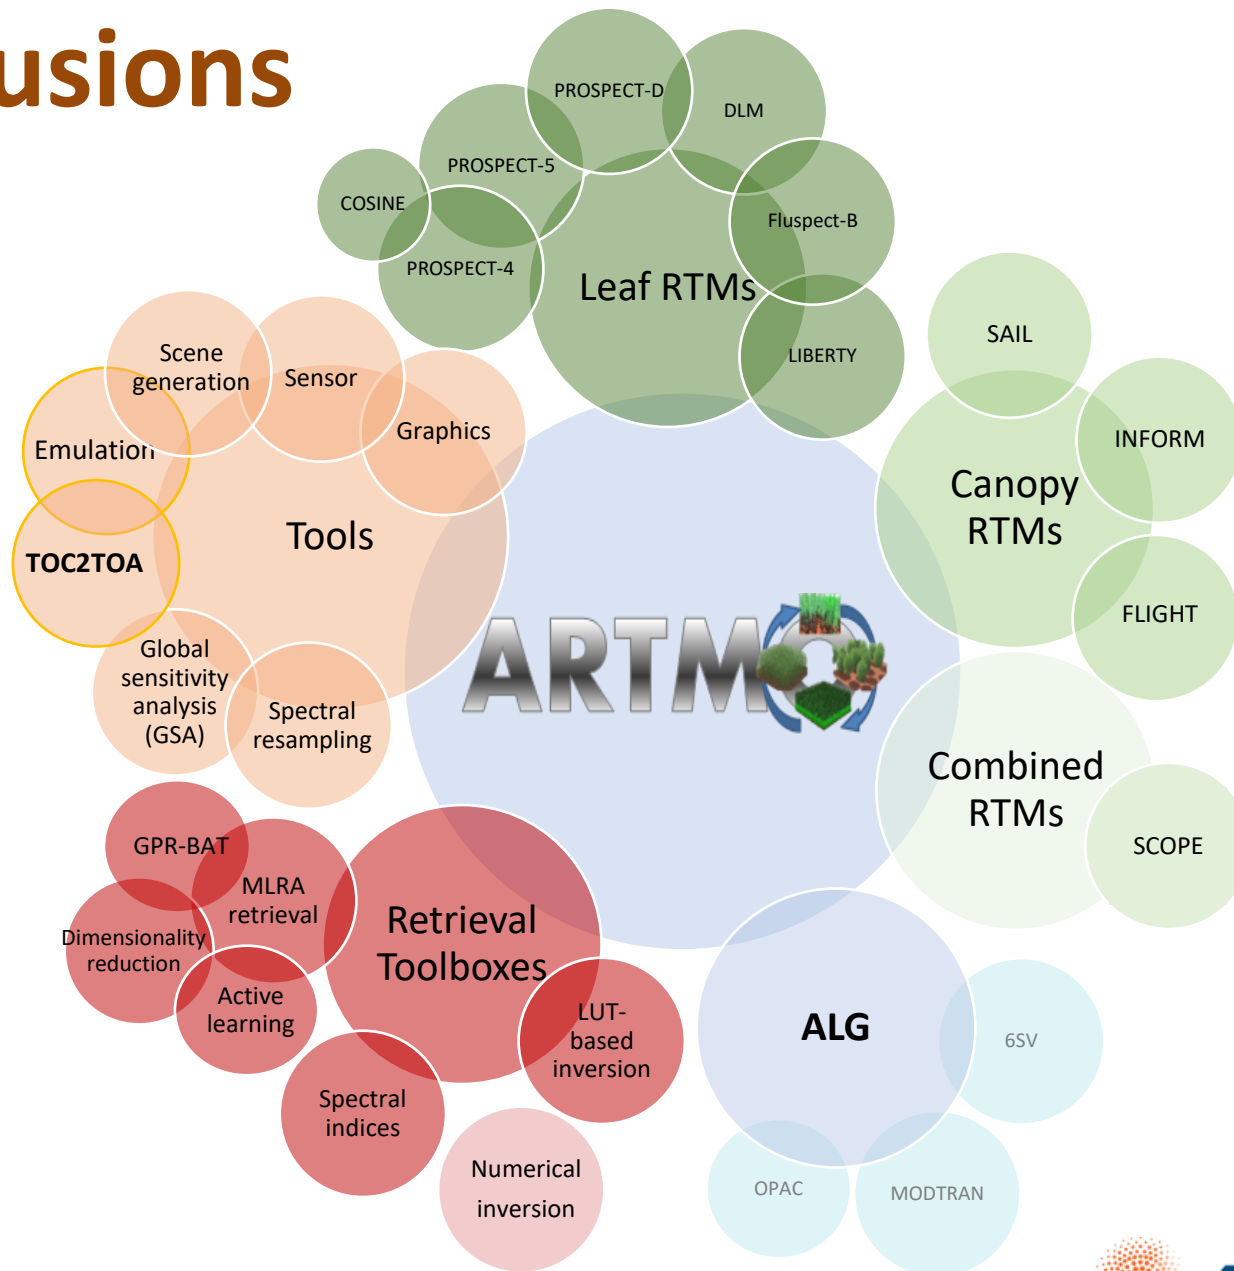 usions
PROSPECT-D
DLM
PROSPECT-5
COSINE
Fluspect-B
PROSPECT-4
Leaf RTMs
LIBERTY
SAIL
INFORM
Canopy
RTMs
FLIGHT
Scene
generation
Sensor
Graphics
Emulation
Tools
TOC2TOA
Global
sensitivity
analysis
(GSA)
Spectral
resampling
ARTMO
Combined
RTMs
SCOPE
GPR-BAT
MLRA
retrieval
Dimensionality
reduction
Active
learning
Retrieval
Toolboxes
LUT-
based
inversion
Spectral
indices
Numerical
inversion
ALG
6SV
OPAC
MODTRAN